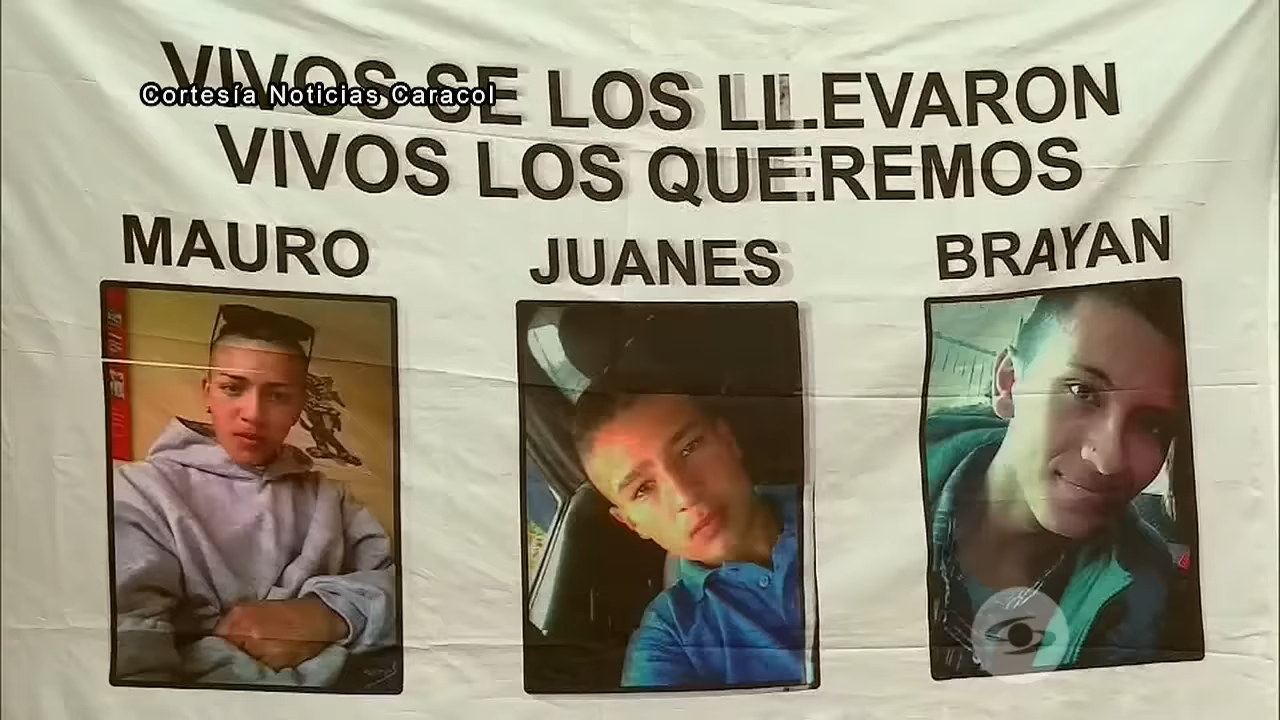 VIVOS SE LOS LLEVARON
Cortesía Noticias Caracol
VIVOS LOS QUEREMOS
MAURO
JUANES
BRAYAN